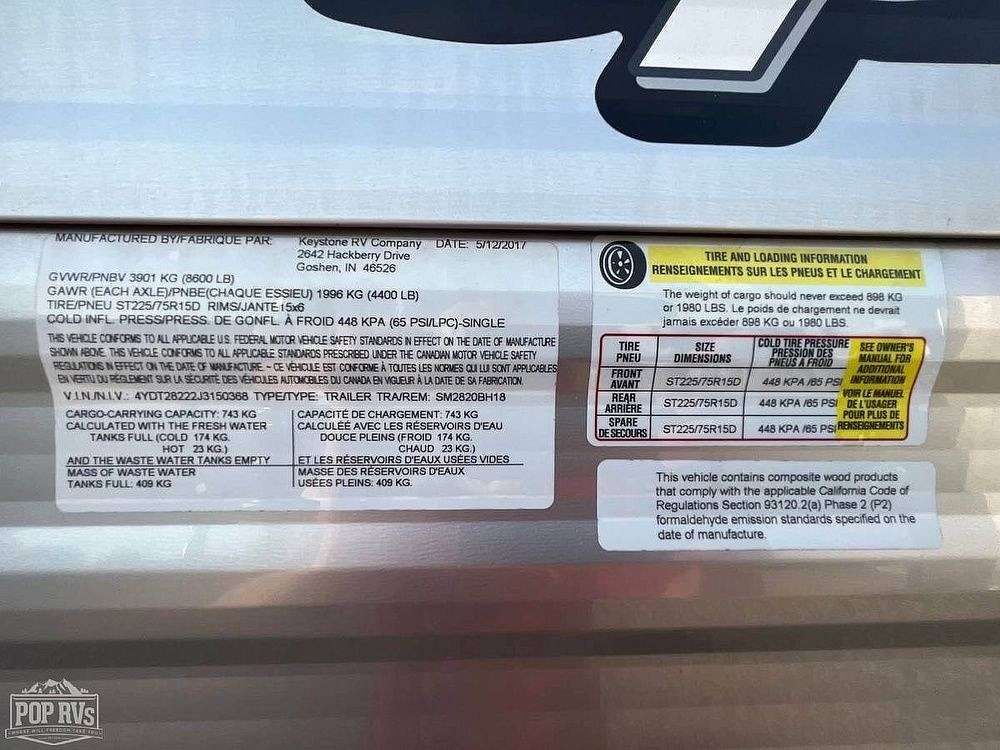 MANUFACTURED BY/FABRIQUE PAR: Keystone RV Company DATE: 5/12/2017
2642 Hackberry Drive
Goshen, IN 46526
GVWR/PNBV 3901 KG (8600 LB)
GAWR (EACH AXLE)/PNBE(CHAQUE ESSIEU) 1996 KG (4400 LB)
TIRE/PNEU ST225/75R15D RIMS/JANTE 15x6
COLD INFL. PRESS/PRESS. DE GONFL. À FROID 448 KPA (65 PSI/LPC)-SINGLE
THIS VEHICLE CONFORMS TO ALL APPLICABLE U.S. FEDERAL MOTOR VEHICLE SAFETY STANDARDS IN EFFECT ON THE DATE OF MANUFACTURE
SHOWN ABOVE. THIS VEHICLE CONFORMS TO ALL APPLICABLE STANDARDS PRESCRIBED UNDER THE CANADIAN MOTOR VEHICLE SAFETY
REGULATIONS IN EFFECT ON THE DATE OF MANUFACTURE. - CE VÉHICULE EST CONFORME À TOUTES LES NORMES QUI LUI SONT APPLICABLES
EN VERTU DU RÈGLEMENT SUR LA SÉCURITÉ DES VÉHICULES AUTOMOBILES DU CANADA EN VIGUEUR À LA DATE DE SA FABRICATION.
V.I.N./N.I.V.: 4YDT28222J3150368 TYPE/TYPE: TRAILER TRA/REM: SM2820BH18
CARGO-CARRYING CAPACITY: 743 KG
CALCULATED WITH THE FRESH WATER
TANKS FULL (COLD 174 KG.
HOT 23 KG.)
AND THE WASTE WATER TANKS EMPTY
MASS OF WASTE WATER
TANKS FULL: 409 KG
CAPACITÉ DE CHARGEMENT: 743 KG
CALCULÉE AVEC LES RÉSERVOIRS D'EAU
DOUCE PLEINS (FROID 174 KG.
CHAUD 23 KG.)
ET LES RÉSERVOIRS D'EAUX USÉES VIDES
MASSE DES RÉSERVOIRS D'EAUX
USÉES PLEINS: 409 KG.
TIRE AND LOADING INFORMATION
RENSEIGNEMENTS SUR LES PNEUS ET LE CHARGEMENT
The weight of cargo should never exceed 898 KG
or 1980 LBS. Le poids de chargement ne devrait
jamais excéder 898 KG ou 1980 LBS.
TIRE
PNEU
SIZE
DIMENSIONS
COLD TIRE PRESSURE
PRESSION DES
PNEUS À FROID
FRONT
AVANT
ST225/75R15D
448 KPA /65 PSI
REAR
ARRIÈRE
ST225/75R15D
448 KPA /65 PSI
SPARE
DE SECOURS
ST225/75R15D
448 KPA /65 PSI
SEE OWNER'S
MANUAL FOR
ADDITIONAL
INFORMATION
VOIR LE MANUEL
DE L'USAGER
POUR PLUS DE
RENSEIGNEMENTS
This vehicle contains composite wood products
that comply with the applicable California Code of
Regulations Section 93120.2(a) Phase 2 (P2)
formaldehyde emission standards specified on the
date of manufacture.
POP RVs
WHERE WILL FREEDOM TAKE YOU